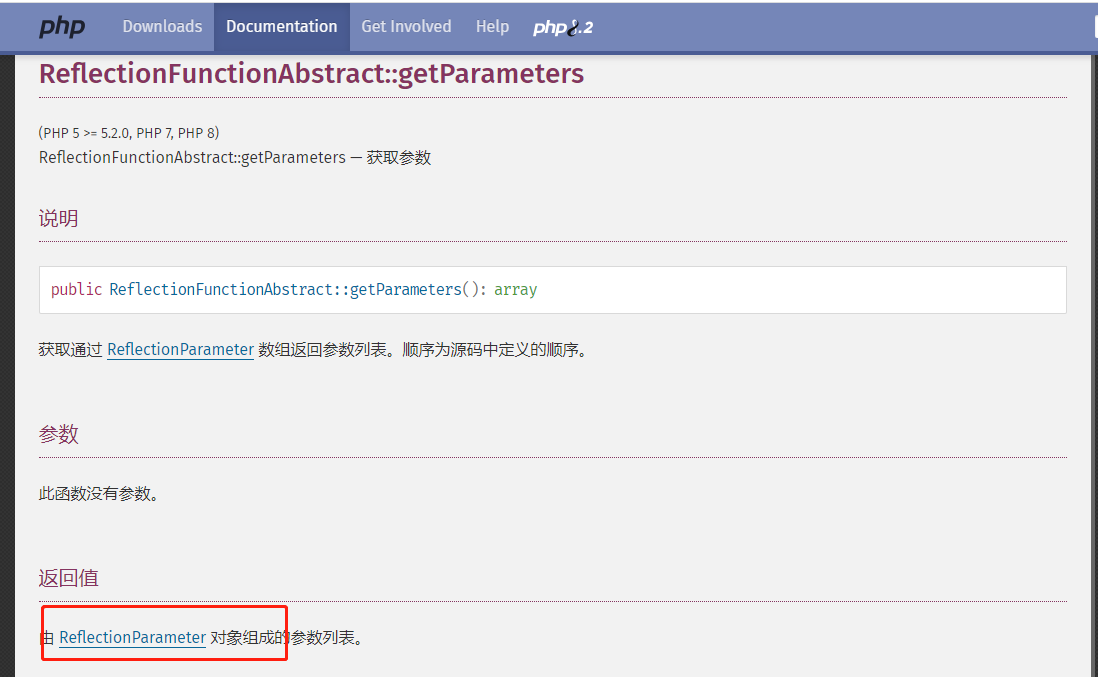 php Downloads Documentation Get Involved Help php8.2
ReflectionFunctionAbstract::getParameters
(PHP 5 >= 5.2.0, PHP 7, PHP 8)
ReflectionFunctionAbstract::getParameters — 获取参数
说明
public ReflectionFunctionAbstract::getParameters(): array
获取通过 ReflectionParameter 数组返回参数列表。顺序为源码中定义的顺序。
参数
此函数没有参数。
返回值
由 ReflectionParameter 对象组成的参数列表。